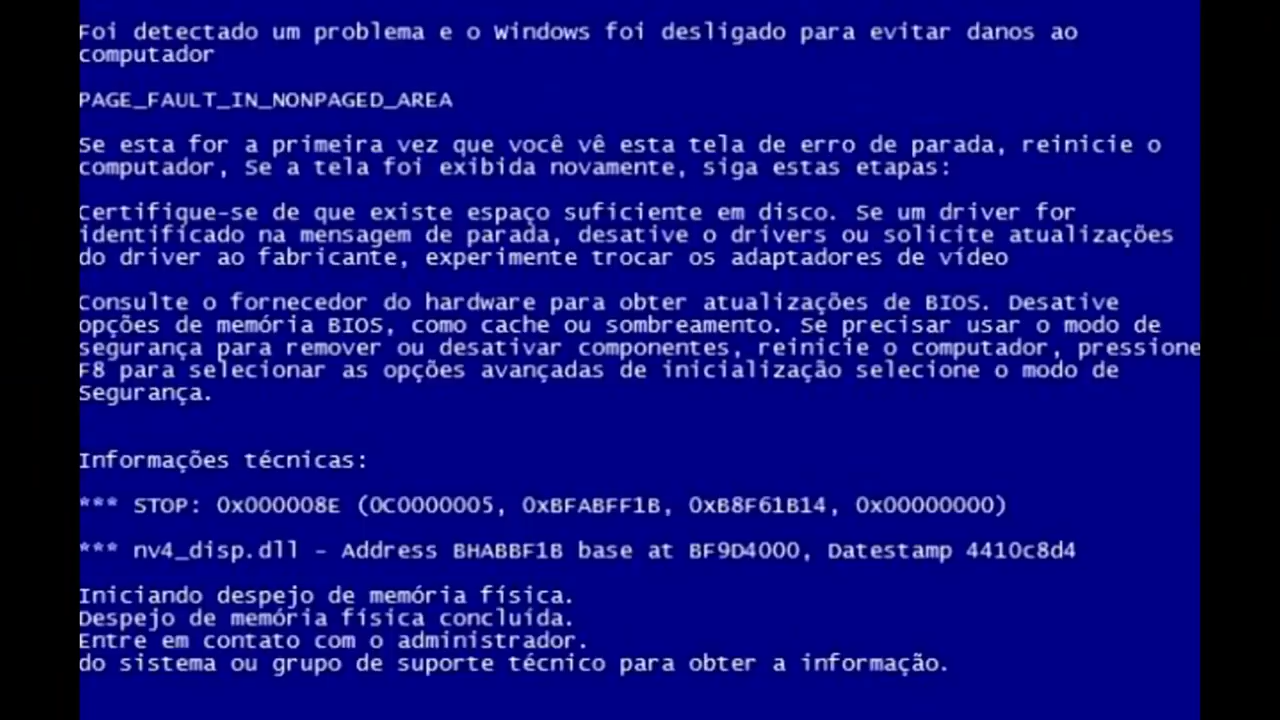 Foi detectado um problema e o Windows foi desligado para evitar danos ao
computador
PAGE_FAULT_IN_NONPAGED_AREA
Se esta for a primeira vez que você vê esta tela de erro de parada, reinicie o
computador, Se a tela foi exibida novamente, siga estas etapas:
Certifique-se de que existe espaço suficiente em disco. Se um driver for
identificado na mensagem de parada, desative o drivers ou solicite atualizações
do driver ao fabricante, experimente trocar os adaptadores de vídeo
Consulte o fornecedor do hardware para obter atualizações de BIOS. Desative
opções de memória BIOS, como cache ou sombreamento. Se precisar usar o modo de
segurança para remover ou desativar componentes, reinicie o computador, pressione
F8 para selecionar as opções avançadas de inicialização selecione o modo de
Segurança.
Informações técnicas:
*** STOP: 0x000008E (0C0000005, 0xBFABFF1B, 0xB8F61B14, 0x00000000)
*** nv4_disp.dll - Address BHABBF1B base at BF9D4000, Datestamp 4410c8d4
Iniciando despejo de memória física.
Despejo de memória física concluída.
Entre em contato com o administrador.
do sistema ou grupo de suporte técnico para obter a informação.